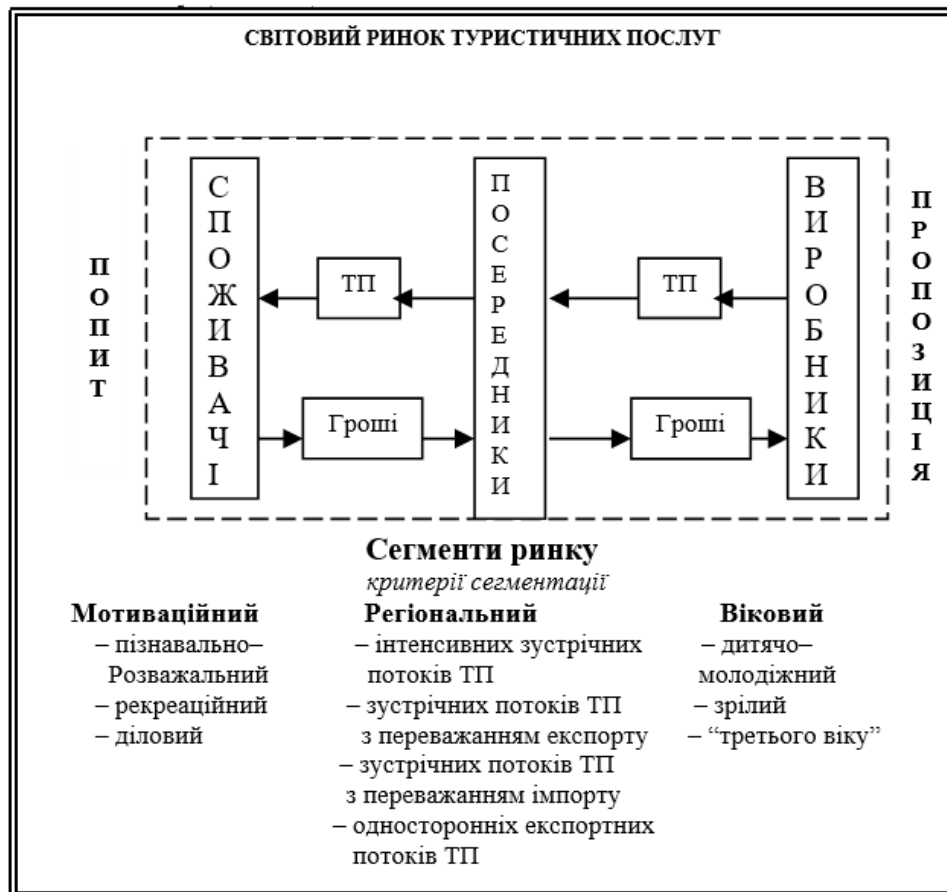 СВІТОВИЙ РИНОК ТУРИСТИЧНИХ ПОСЛУГ
ПОПИТ
СПОЖИВАЧІ
ТП
Гроші
ПОСЕРЕДНИКИ
ТП
Гроші
ВИРОБНИКИ
ПРОПОЗИЦІЯ
Сегменти ринку
критерії сегментації
Мотиваційний
– пізнавально–
Розважальний
– рекреаційний
– діловий
Регіональний
– інтенсивних зустрічних
потоків ТП
– зустрічних потоків ТП
з переважанням експорту
– зустрічних потоків ТП
з переважанням імпорту
– односторонніх експортних
потоків ТП
Віковий
– дитячо–
молодіжний
– зрілий
– “третього віку”